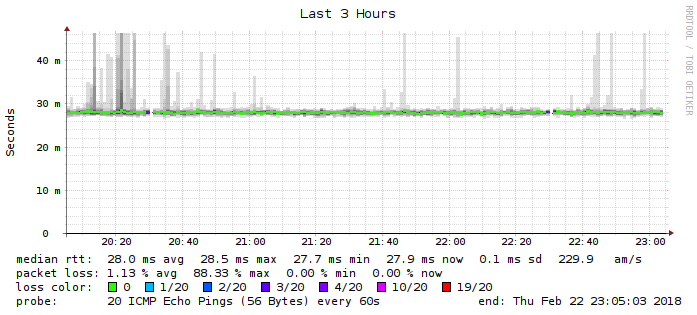 Last 3 Hours
RRDTOOL / TOBI OETIKER
Seconds
40 m
30 m
20 m
10 m
0
20:20 20:40 21:00 21:20 21:40 22:00 22:20 22:40 23:00
median rtt: 28.0 ms avg 28.5 ms max 27.7 ms min 27.9 ms now 0.1 ms sd 229.9 am/s
packet loss: 1.13 % avg 88.33 % max 0.00 % min 0.00 % now
loss color: 0 1/20 2/20 3/20 4/20 10/20 19/20
probe: 20 ICMP Echo Pings (56 Bytes) every 60s end: Thu Feb 22 23:05:03 2018